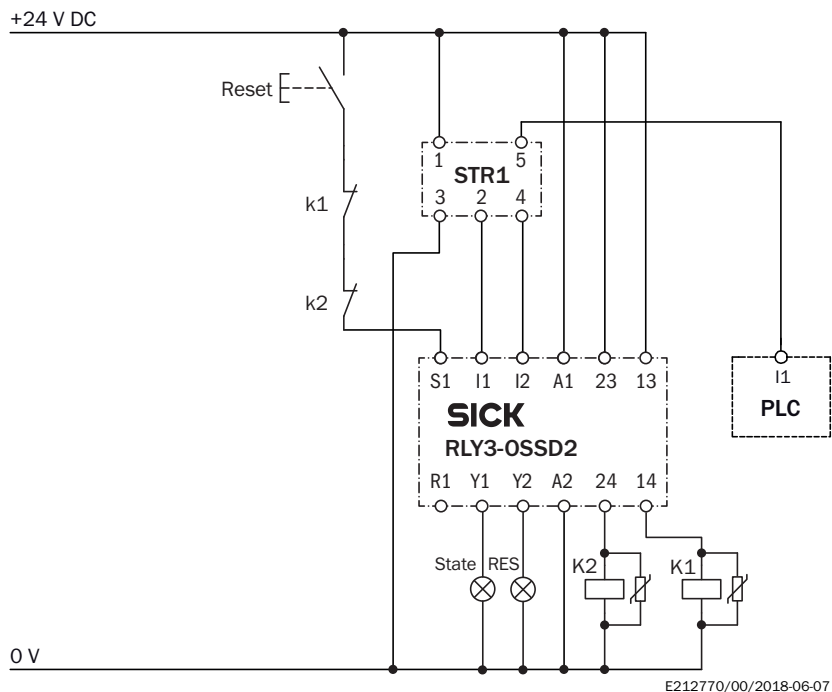 +24 V DC
Reset
1 5
STR1
3 2 4
k1
k2
S1 I1 I2 A1 23 13
I1
PLC
SICK
RLY3-OSSD2
R1 Y1 Y2 A2 24 14
State RES K2 K1
0 V
E212770/00/2018-06-07